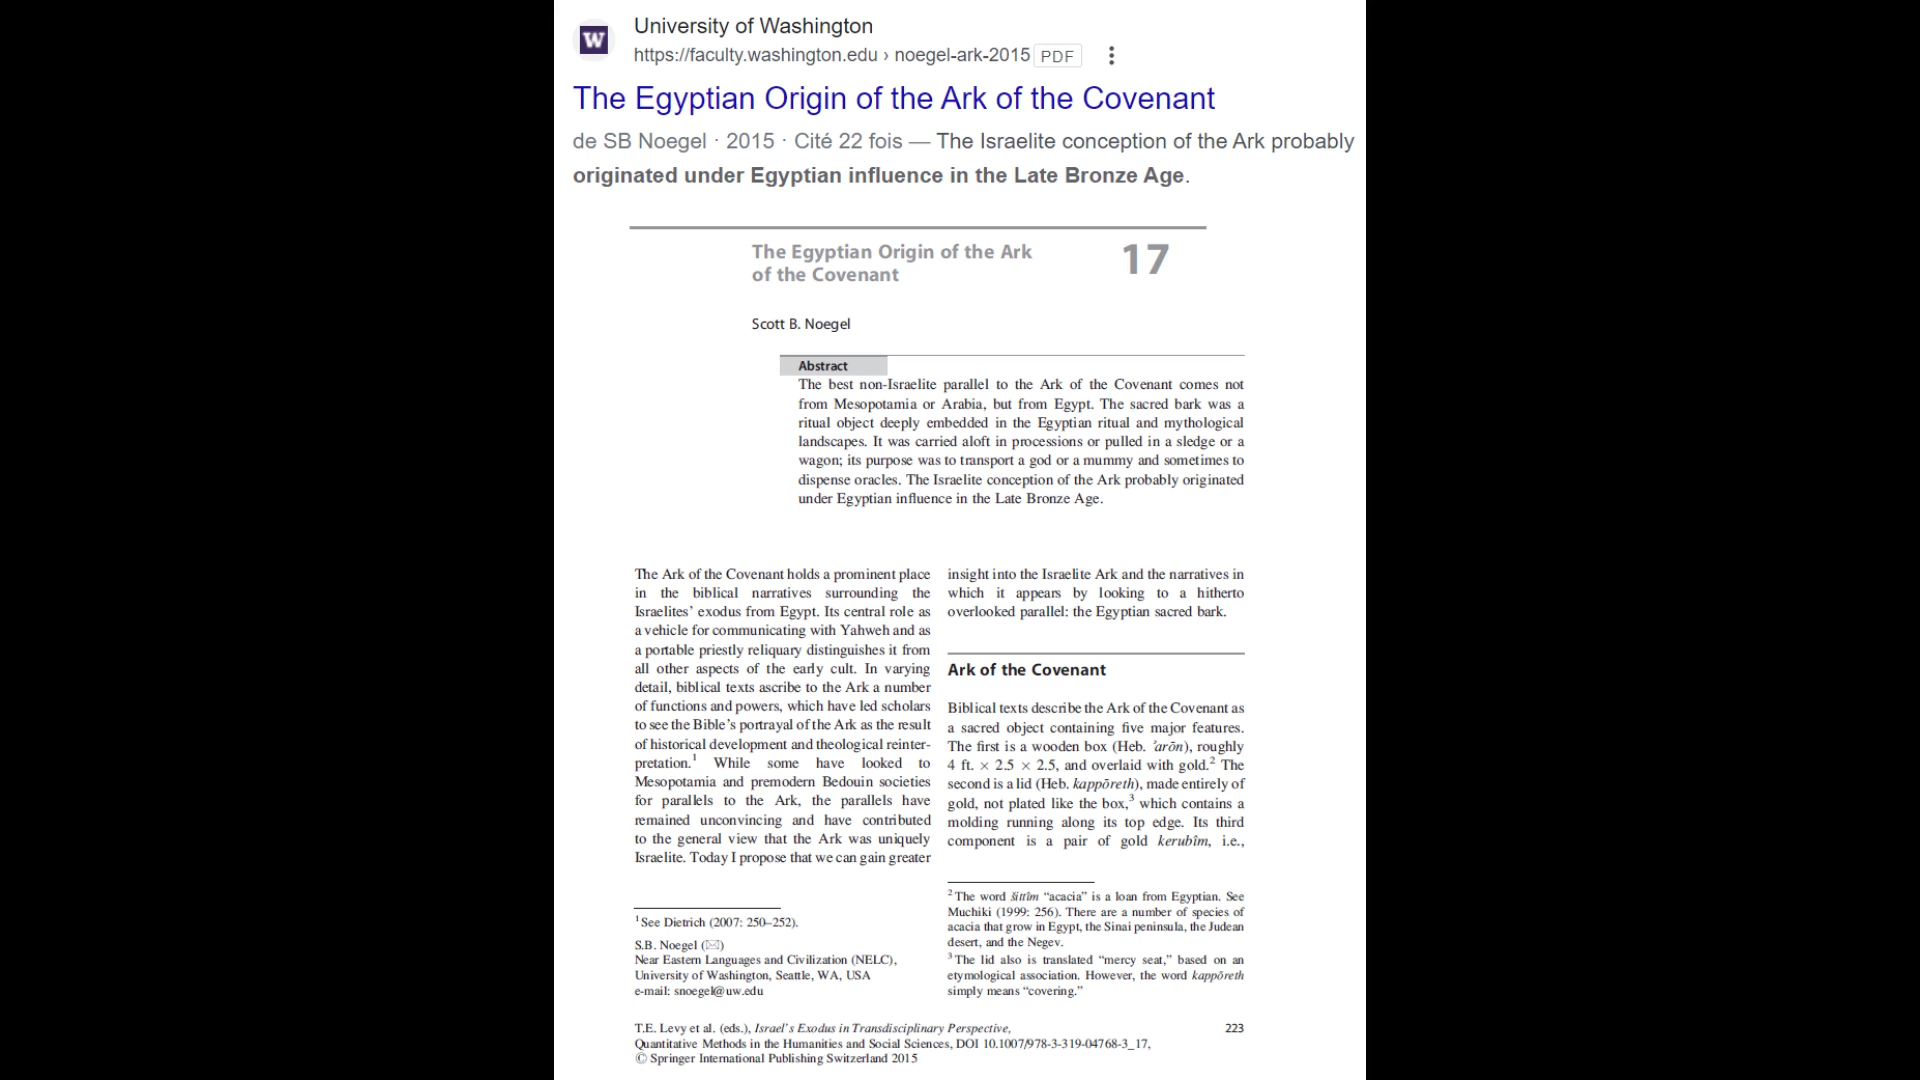 University of Washington
https://faculty.washington.edu › noegel-ark-2015 PDF
The Egyptian Origin of the Ark of the Covenant
de SB Noegel · 2015 · Cité 22 fois — The Israelite conception of the Ark probably
originated under Egyptian influence in the Late Bronze Age.
The Egyptian Origin of the Ark
of the Covenant
17
Scott B. Noegel
Abstract
The best non-Israelite parallel to the Ark of the Covenant comes not
from Mesopotamia or Arabia, but from Egypt. The sacred bark was a
ritual object deeply embedded in the Egyptian ritual and mythological
landscapes. It was carried aloft in processions or pulled in a sledge or a
wagon; its purpose was to transport a god or a mummy and sometimes to
dispense oracles. The Israelite conception of the Ark probably originated
under Egyptian influence in the Late Bronze Age.
The Ark of the Covenant holds a prominent place
in the biblical narratives surrounding the
Israelites' exodus from Egypt. Its central role as
a vehicle for communicating with Yahweh and as
a portable priestly reliquary distinguishes it from
all other aspects of the early cult. In varying
detail, biblical texts ascribe to the Ark a number
of functions and powers, which have led scholars
to see the Bible's portrayal of the Ark as the result
of historical development and theological reinter-
pretation.1 While some have looked to
Mesopotamia and premodern Bedouin societies
for parallels to the Ark, the parallels have
remained unconvincing and have contributed
to the general view that the Ark was uniquely
Israelite. Today I propose that we can gain greater
insight into the Israelite Ark and the narratives in
which it appears by looking to a hitherto
overlooked parallel: the Egyptian sacred bark.
Ark of the Covenant
Biblical texts describe the Ark of the Covenant as
a sacred object containing five major features.
The first is a wooden box (Heb. ʾarōn), roughly
4 ft. × 2.5 × 2.5, and overlaid with gold.2 The
second is a lid (Heb. kappōreth), made entirely of
gold, not plated like the box,3 which contains a
molding running along its top edge. Its third
component is a pair of gold kerubîm, i.e.,
1 See Dietrich (2007: 250–252).
S.B. Noegel (✉)
Near Eastern Languages and Civilization (NELC),
University of Washington, Seattle, WA, USA
e-mail: snoegel@uw.edu
2 The word šittîm "acacia" is a loan from Egyptian. See
Muchiki (1999: 256). There are a number of species of
acacia that grow in Egypt, the Sinai peninsula, the Judean
desert, and the Negev.
3 The lid also is translated "mercy seat," based on an
etymological association. However, the word kappōreth
simply means "covering."
T.E. Levy et al. (eds.), Israel's Exodus in Transdisciplinary Perspective,
Quantitative Methods in the Humanities and Social Sciences, DOI 10.1007/978-3-319-04768-3_17,
© Springer International Publishing Switzerland 2015
223